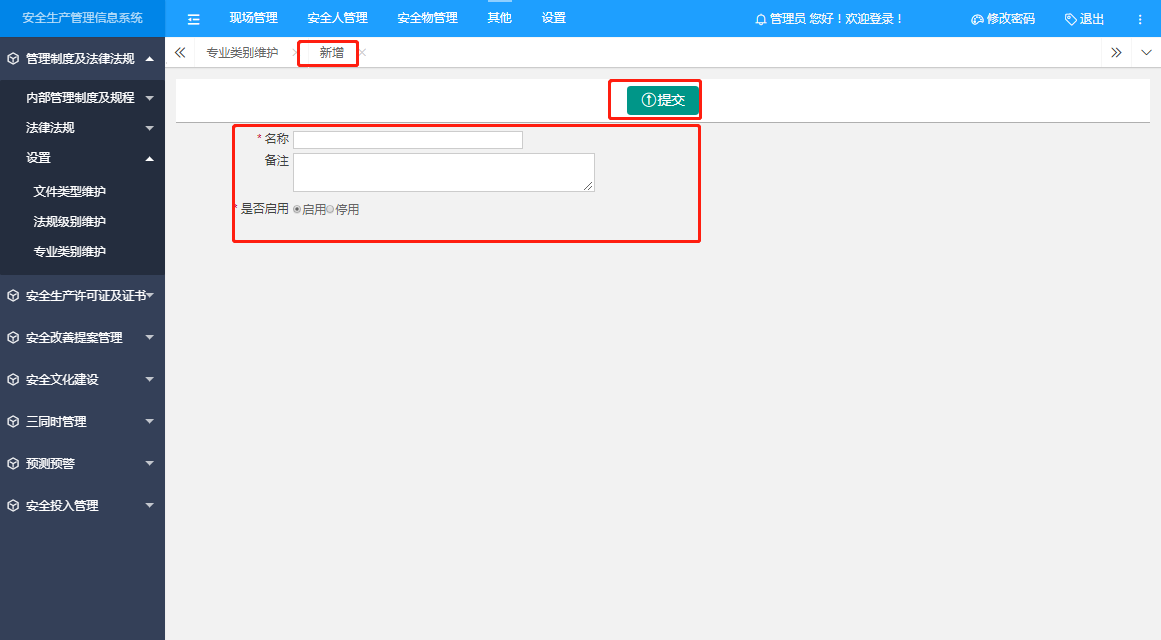 安全生产管理信息系统
现场管理 安全人管理 安全物管理 其他 设置
管理员 您好！欢迎登录！
修改密码 退出
专业类别维护 新增
管理制度及法律法规
内部管理制度及规程
法律法规
设置
文件类型维护
法规级别维护
专业类别维护
安全生产许可证及证书
安全改善提案管理
安全文化建设
三同时管理
预测预警
安全投入管理
提交
* 名称
备注
* 是否启用 启用 停用